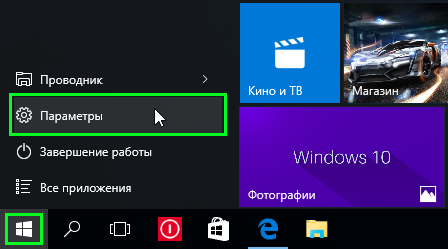 Проводник
Параметры
Завершение работы
Все приложения
Кино и ТВ
Магазин
Windows 10
Фотографии